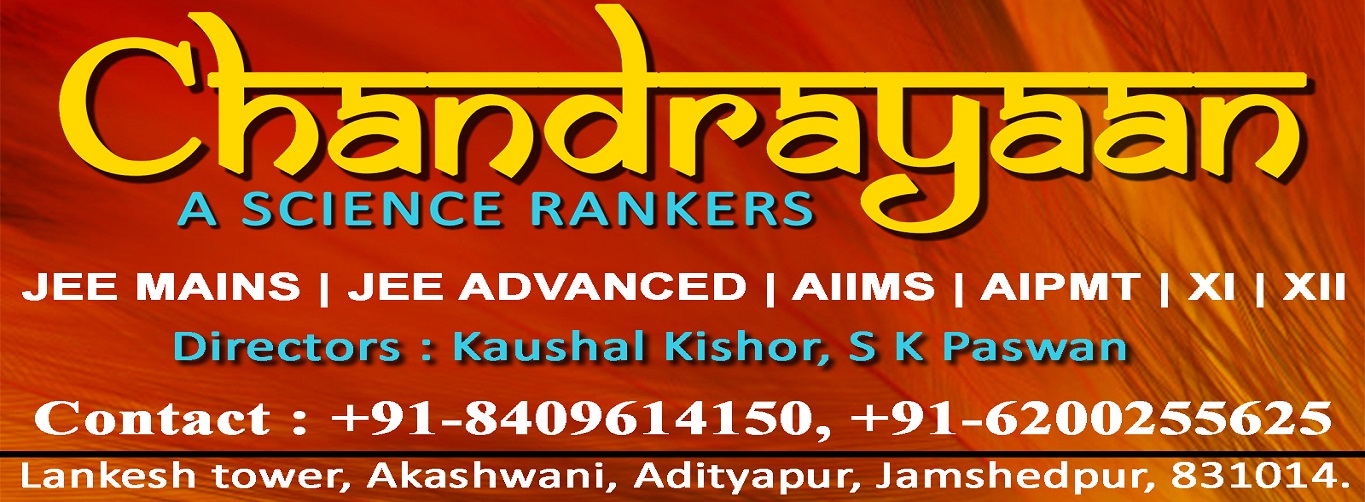 Chandrayaan
A SCIENCE RANKERS
JEE MAINS | JEE ADVANCED | AIIMS | AIPMT | XI | XII
Directors : Kaushal Kishor, S K Paswan
Contact : +91-8409614150, +91-6200255625
Lankesh tower, Akashwani, Adityapur, Jamshedpur, 831014.